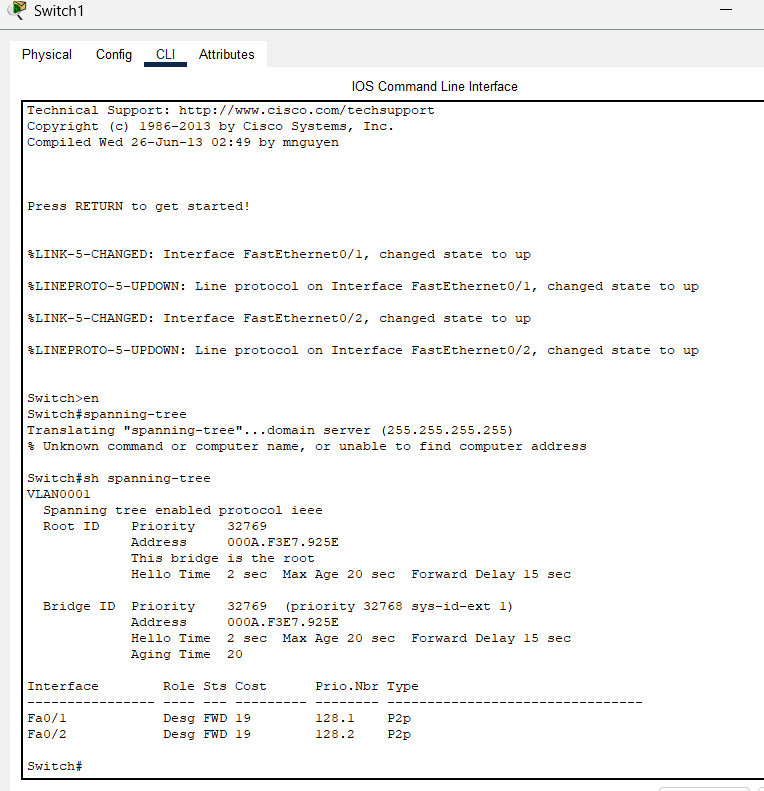 Switch1
Physical Config CLI Attributes
IOS Command Line Interface
Technical Support: http://www.cisco.com/techsupport
Copyright (c) 1986-2013 by Cisco Systems, Inc.
Compiled Wed 26-Jun-13 02:49 by mnguyen
Press RETURN to get started!
%LINK-5-CHANGED: Interface FastEthernet0/1, changed state to up
%LINEPROTO-5-UPDOWN: Line protocol on Interface FastEthernet0/1, changed state to up
%LINK-5-CHANGED: Interface FastEthernet0/2, changed state to up
%LINEPROTO-5-UPDOWN: Line protocol on Interface FastEthernet0/2, changed state to up
Switch>en
Switch#spanning-tree
Translating "spanning-tree"...domain server (255.255.255.255)
% Unknown command or computer name, or unable to find computer address
Switch#sh spanning-tree
VLAN0001
  Spanning tree enabled protocol ieee
  Root ID    Priority    32769
             Address     000A.F3E7.925E
             This bridge is the root
             Hello Time  2 sec  Max Age 20 sec  Forward Delay 15 sec
  Bridge ID  Priority    32769  (priority 32768 sys-id-ext 1)
             Address     000A.F3E7.925E
             Hello Time  2 sec  Max Age 20 sec  Forward Delay 15 sec
             Aging Time  20
Interface        Role Sts Cost      Prio.Nbr Type
---------------- ---- --- --------- -------- --------------------------------
Fa0/1            Desg FWD 19        128.1    P2p
Fa0/2            Desg FWD 19        128.2    P2p
Switch#